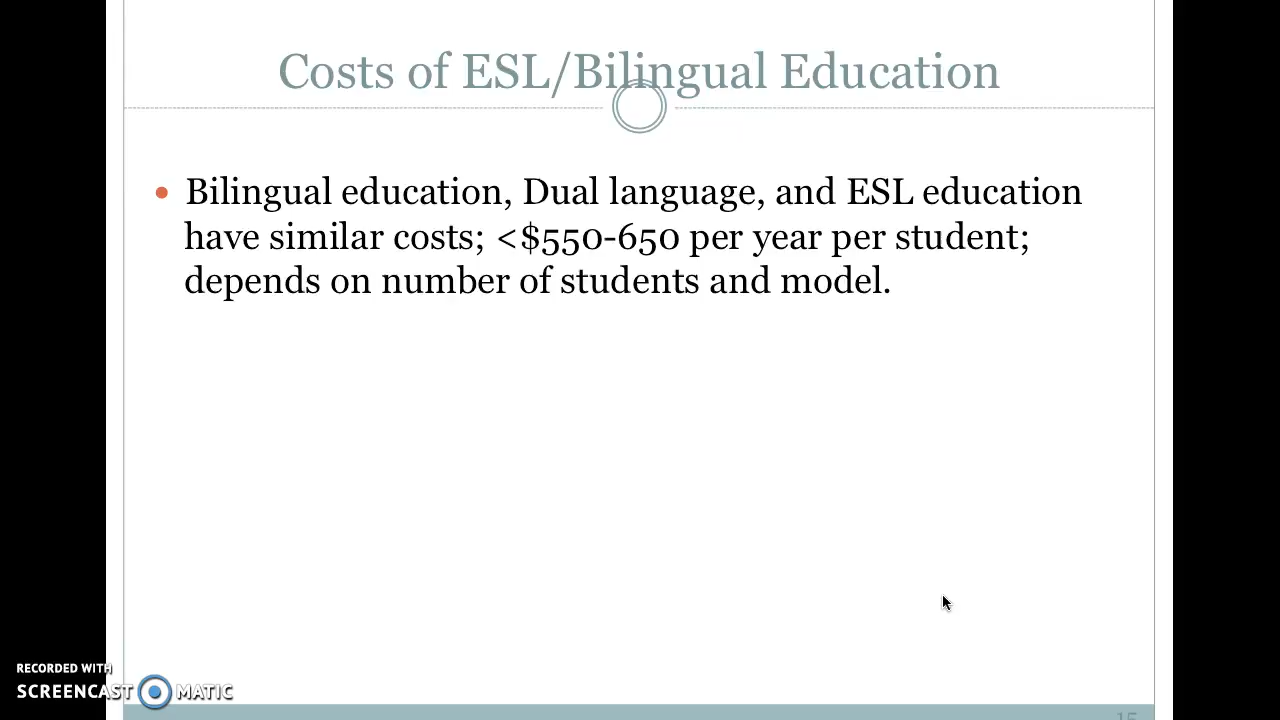 Costs of ESL/Bilingual Education
• Bilingual education, Dual language, and ESL education
have similar costs; <$550-650 per year per student;
depends on number of students and model.
RECORDED WITH
SCREENCAST MATIC
15